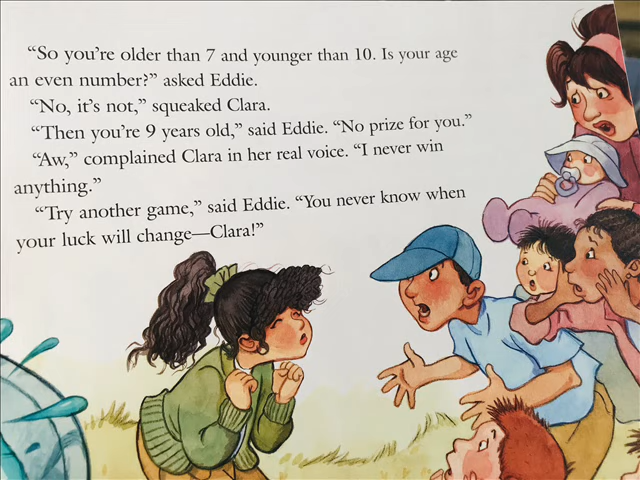 “So you’re older than 7 and younger than 10. Is your age
an even number?” asked Eddie.
“No, it’s not,” squeaked Clara.
“Then you’re 9 years old,” said Eddie. “No prize for you.”
“Aw,” complained Clara in her real voice. “I never win
anything.”
“Try another game,” said Eddie. “You never know when
your luck will change—Clara!”